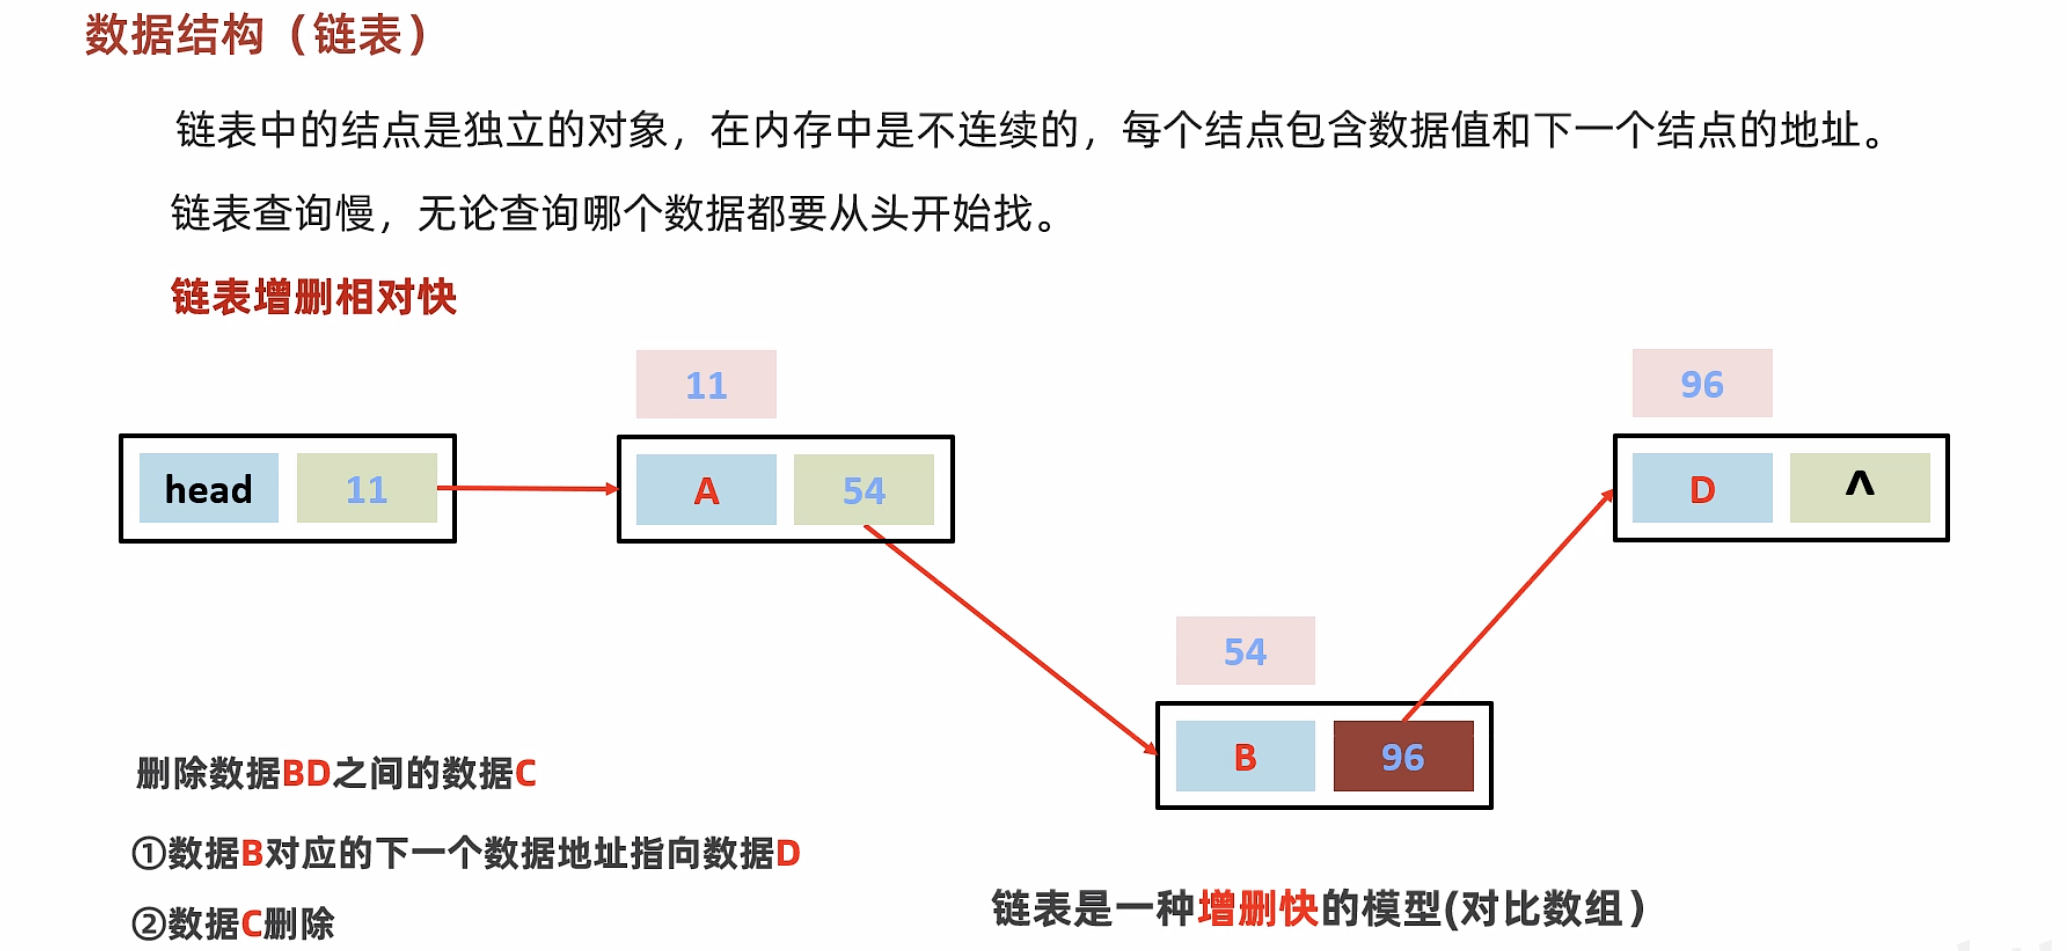 数据结构（链表）
链表中的结点是独立的对象，在内存中是不连续的，每个结点包含数据值和下一个结点的地址。
链表查询慢，无论查询哪个数据都要从头开始找。
链表增删相对快
11
96
head 11
A 54
D ^
54
B 96
删除数据BD之间的数据C
①数据B对应的下一个数据地址指向数据D
②数据C删除
链表是一种增删快的模型(对比数组）